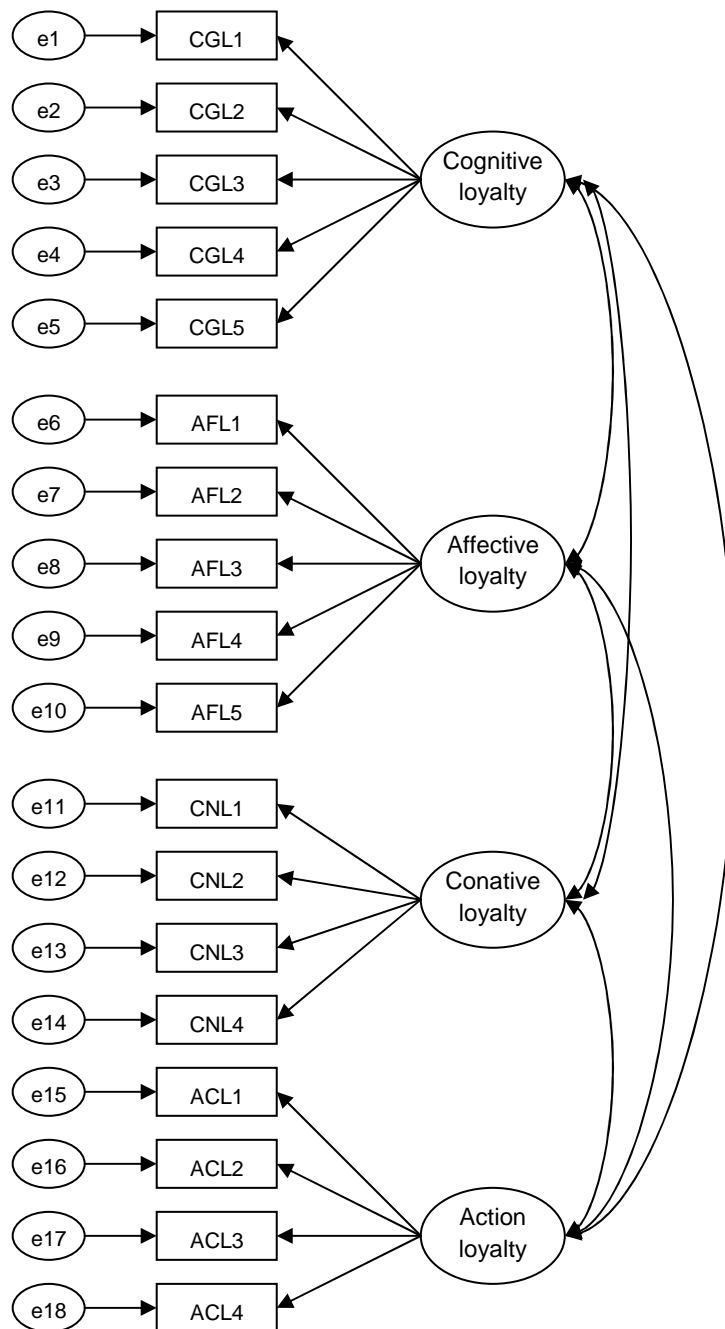 e1
CGL1
e2
CGL2
e3
CGL3
e4
CGL4
e5
CGL5
Cognitive
loyalty
e6
AFL1
e7
AFL2
e8
AFL3
e9
AFL4
e10
AFL5
Affective
loyalty
e11
CNL1
e12
CNL2
e13
CNL3
e14
CNL4
Conative
loyalty
e15
ACL1
e16
ACL2
e17
ACL3
e18
ACL4
Action
loyalty